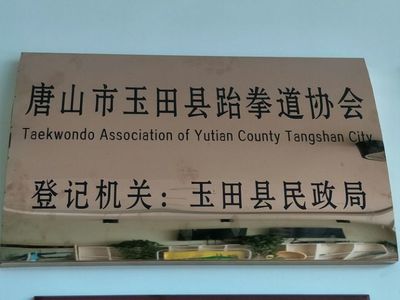 唐山市玉田县跆拳道协会
Taekwondo Association of Yutian County Tangshan City
登记机关：玉田县民政局